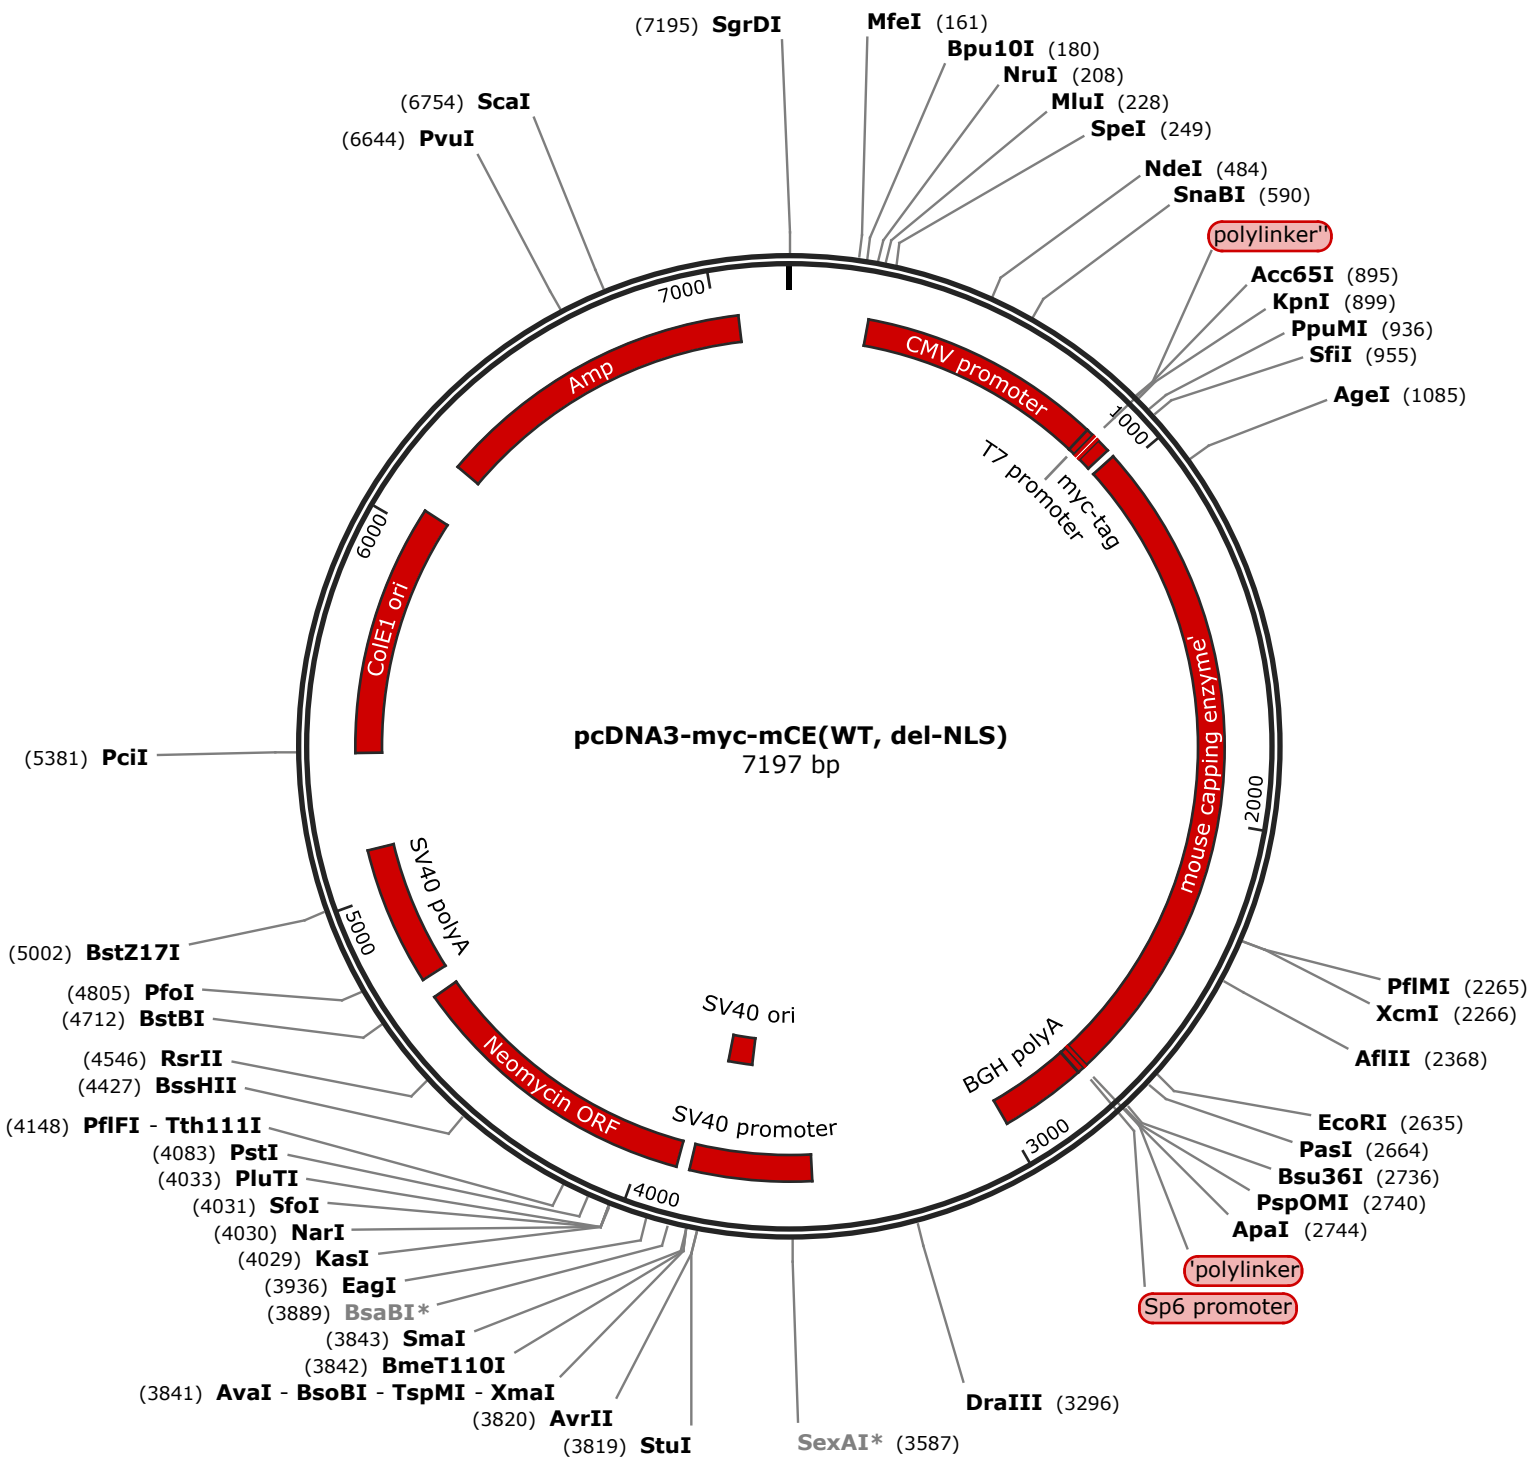 (7195) SgrDI
MfeI (161)
Bpu10I (180)
NruI (208)
MluI (228)
SpeI (249)
NdeI (484)
SnaBI (590)
polylinker"
Acc65I (895)
KpnI (899)
PpuMI (936)
SfiI (955)
AgeI (1085)
(6754) ScaI
(6644) PvuI
7000
1000
2000
3000
4000
5000
6000
CMV promoter
T7 promoter
myc-tag
mouse capping enzyme'
Amp
ColE1 ori
pcDNA3-myc-mCE(WT, del-NLS)
7197 bp
SV40 polyA
Neomycin ORF
SV40 ori
SV40 promoter
BGH polyA
PflMI (2265)
XcmI (2266)
AflII (2368)
EcoRI (2635)
PasI (2664)
Bsu36I (2736)
PspOMI (2740)
ApaI (2744)
'polylinker
Sp6 promoter
DraIII (3296)
SexAI* (3587)
(5381) PciI
(5002) BstZ17I
(4805) PfoI
(4712) BstBI
(4546) RsrII
(4427) BssHII
(4148) PflFI - Tth111I
(4083) PstI
(4033) PluTI
(4031) SfoI
(4030) NarI
(4029) KasI
(3936) EagI
(3889) BsaBI*
(3843) SmaI
(3842) BmeT110I
(3841) AvaI - BsoBI - TspMI - XmaI
(3820) AvrII
(3819) StuI